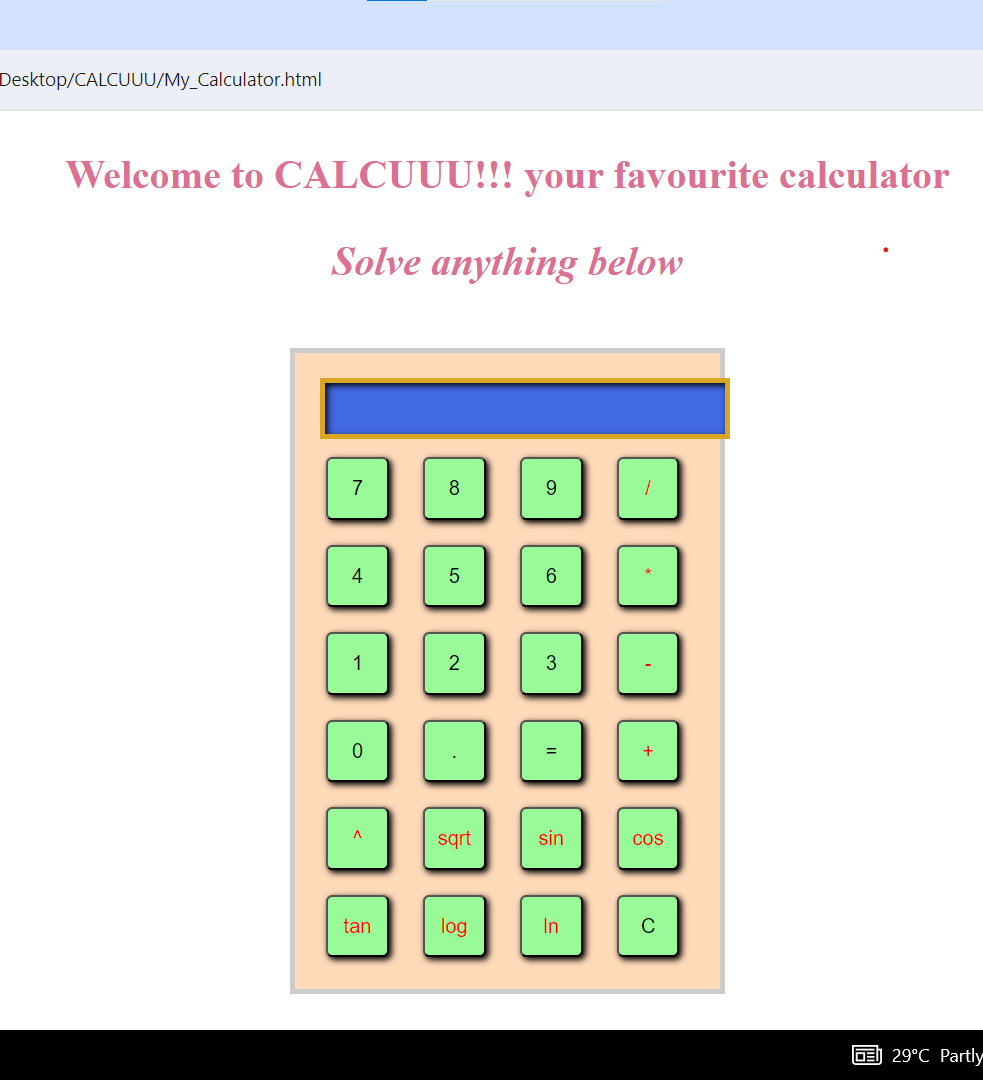 Desktop/CALCUUU/My_Calculator.html
Welcome to CALCUUU!!! your favourite calculator
Solve anything below
7 8 9 /
4 5 6 *
1 2 3 -
0 . = +
^ sqrt sin cos
tan log ln C
29°C Partly